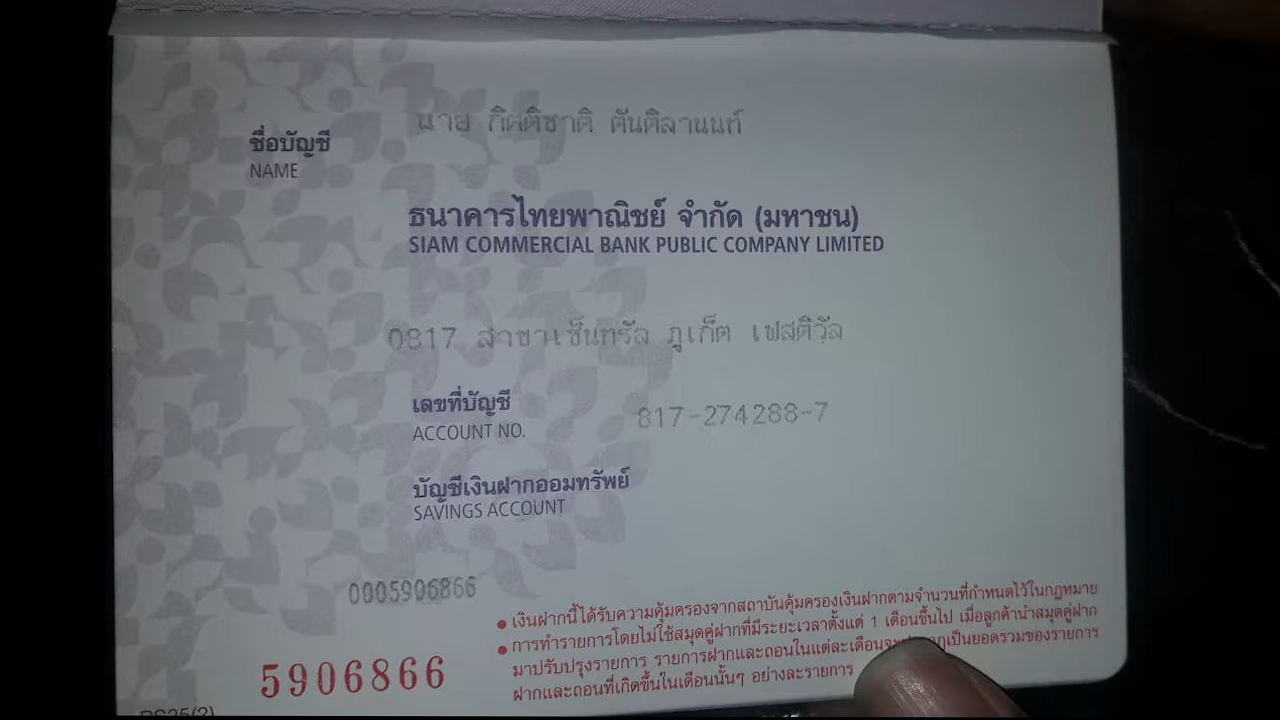 นาย กิตติชาติ ตันติลานนท์
ชื่อบัญชี
NAME
ธนาคารไทยพาณิชย์ จำกัด (มหาชน)
SIAM COMMERCIAL BANK PUBLIC COMPANY LIMITED
0817 สาขาเซ็นทรัล ภูเก็ต เฟสติวัล
เลขที่บัญชี 817-274288-7
ACCOUNT NO.
บัญชีเงินฝากออมทรัพย์
SAVINGS ACCOUNT
0005906866
• เงินฝากนี้ได้รับความคุ้มครองจากสถาบันคุ้มครองเงินฝากตามจำนวนที่กำหนดไว้ในกฎหมาย
• การทำรายการโดยไม่ใช้สมุดคู่ฝากที่มีระยะเวลาตั้งแต่ 1 เดือนขึ้นไป เมื่อลูกค้านำสมุดคู่ฝาก
มาปรับปรุงรายการ รายการฝากและถอนในแต่ละเดือนจะ เป็นยอดรวมของรายการ
ฝากและถอนที่เกิดขึ้นในเดือนนั้นๆ อย่างละรายการ
5906866